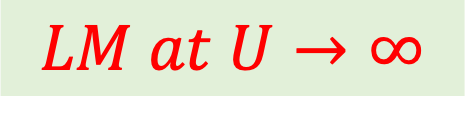 LM at U → ∞